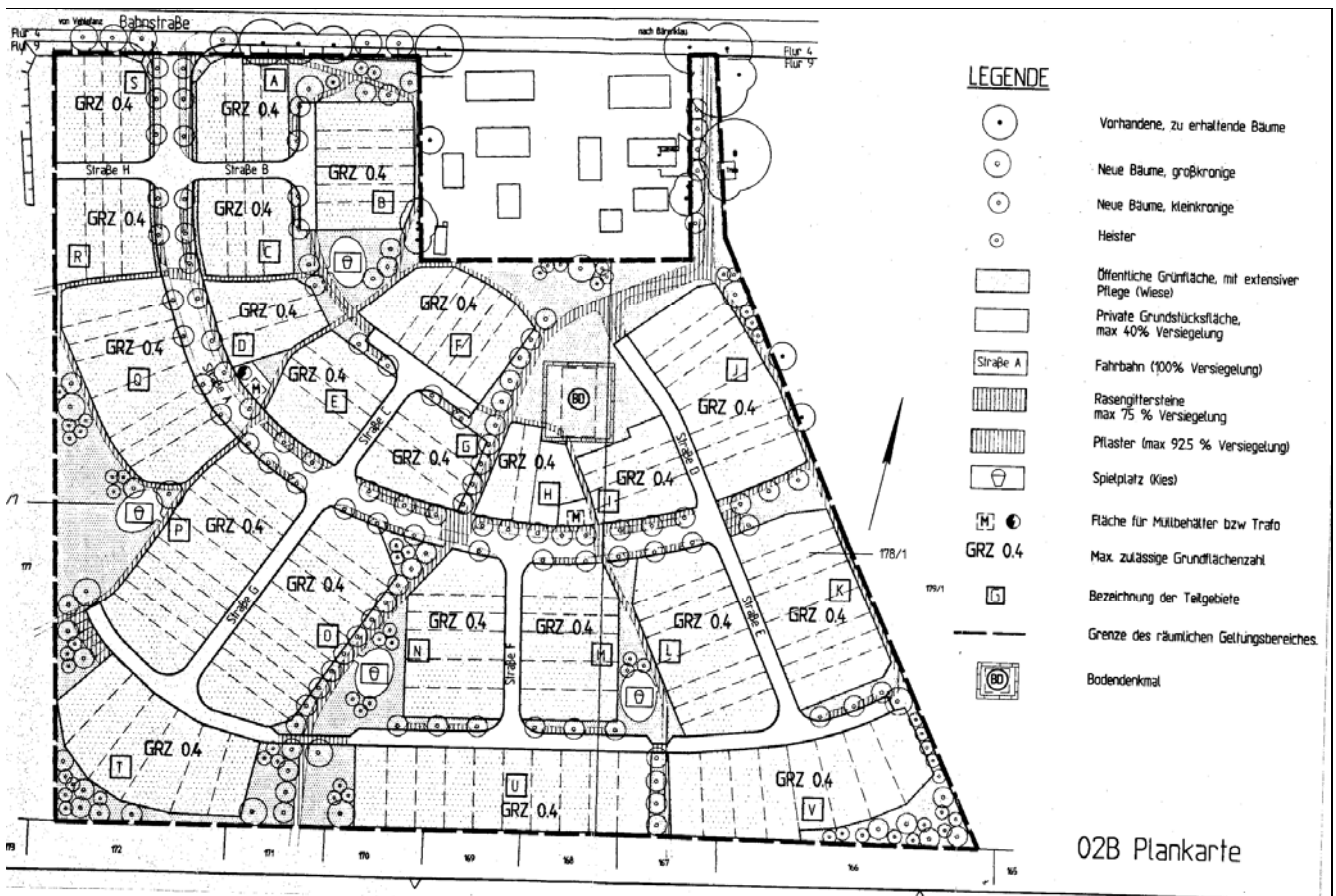 von Vehlefanz
Bahnstraße
nach Bärenklau
Flur 4
Flur 9
Flur 4
Flur 9
S
GRZ 0.4
A
GRZ 0.4
Straße H
Straße B
GRZ 0.4
B
GRZ 0.4
R
GRZ 0.4
C
GRZ 0.4
D
GRZ 0.4
F
GRZ 0.4
Q
Straße A
M
GRZ 0.4
E
Straße C
BD
J
GRZ 0.4
G
GRZ 0.4
GRZ 0.4
H
M
GRZ 0.4
I
Straße D
P
GRZ 0.4
GRZ 0.4
O
Straße G
178/1
177
GRZ 0.4
N
Straße F
GRZ 0.4
M
GRZ 0.4
L
Straße E
GRZ 0.4
K
GRZ 0.4
T
U
GRZ 0.4
GRZ 0.4
V
172
171
170
169
168
167
166
165
LEGENDE
Vorhandene, zu erhaltende Bäume
Neue Bäume, großkronige
Neue Bäume, kleinkronige
Heister
Öffentliche Grünfläche, mit extensiver
Pflege (Wiese)
Private Grundstücksfläche,
max 40% Versiegelung
Straße A
Fahrbahn (100% Versiegelung)
Rasengittersteine
max 75 % Versiegelung
Pflaster (max 92.5 % Versiegelung)
Spielplatz (Kies)
M
Fläche für Müllbehälter bzw Trafo
GRZ 0.4
Max. zulässige Grundflächenzahl
179/1
G
Bezeichnung der Teilgebiete
Grenze des räumlichen Geltungsbereiches.
BD
Bodendenkmal
02B Plankarte